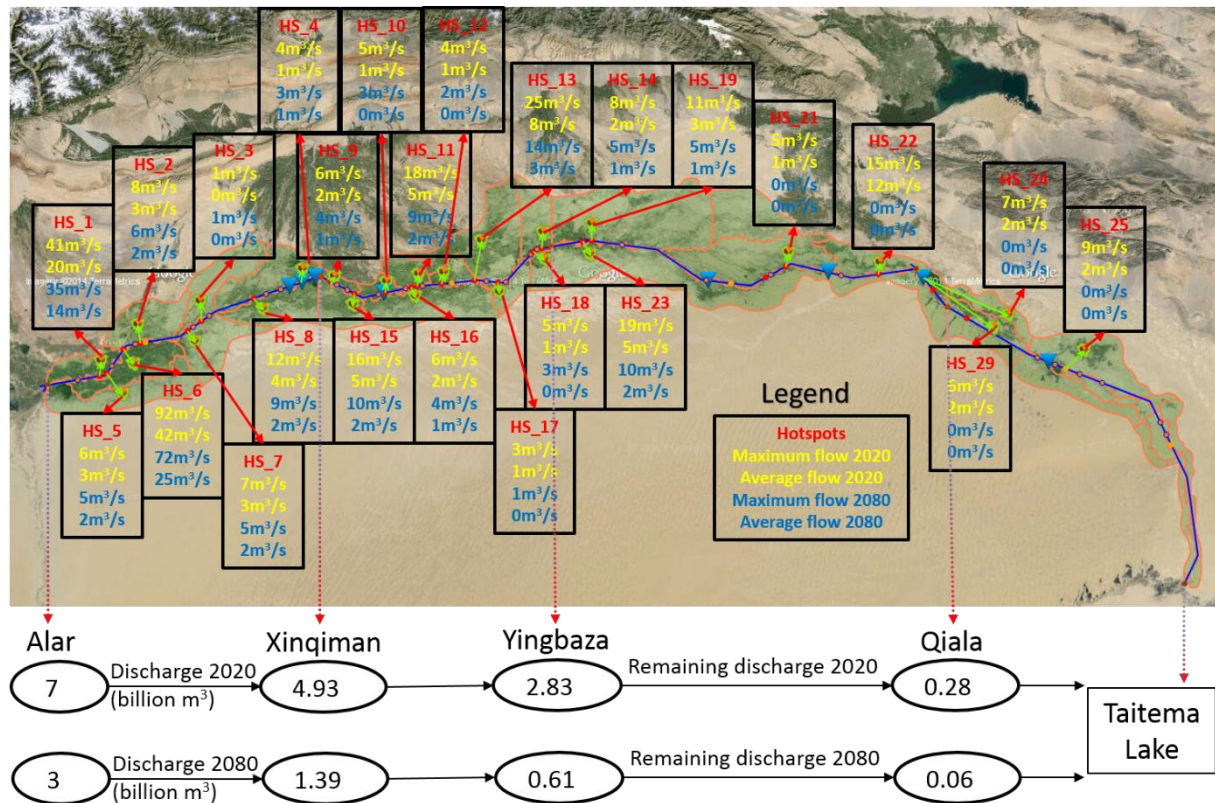 HS_4
4m³/s
1m³/s
3m³/s
1m³/s
HS_10
5m³/s
1m³/s
3m³/s
0m³/s
HS_12
4m³/s
1m³/s
2m³/s
0m³/s
HS_13
25m³/s
8m³/s
14m³/s
3m³/s
HS_14
8m³/s
2m³/s
5m³/s
1m³/s
HS_19
11m³/s
3m³/s
5m³/s
1m³/s
HS_21
5m³/s
1m³/s
0m³/s
0m³/s
HS_22
15m³/s
12m³/s
0m³/s
0m³/s
HS_3
1m³/s
0m³/s
1m³/s
0m³/s
HS_9
6m³/s
2m³/s
4m³/s
1m³/s
HS_11
18m³/s
5m³/s
9m³/s
2m³/s
HS_2
8m³/s
3m³/s
6m³/s
2m³/s
HS_24
7m³/s
2m³/s
0m³/s
0m³/s
HS_1
41m³/s
20m³/s
35m³/s
14m³/s
HS_25
9m³/s
2m³/s
0m³/s
0m³/s
Google
HS_8
12m³/s
4m³/s
9m³/s
2m³/s
HS_15
16m³/s
5m³/s
10m³/s
2m³/s
HS_16
6m³/s
2m³/s
4m³/s
1m³/s
HS_18
5m³/s
1m³/s
3m³/s
0m³/s
HS_23
19m³/s
5m³/s
10m³/s
2m³/s
HS_29
6m³/s
2m³/s
0m³/s
0m³/s
HS_6
92m³/s
42m³/s
72m³/s
25m³/s
HS_5
6m³/s
3m³/s
5m³/s
2m³/s
HS_7
7m³/s
3m³/s
5m³/s
2m³/s
HS_17
3m³/s
1m³/s
1m³/s
0m³/s
Legend
Hotspots
Maximum flow 2020
Average flow 2020
Maximum flow 2080
Average flow 2080
Alar
Xinqiman
Yingbaza
Qiala
7
Discharge 2020
(billion m³)
4.93
2.83
Remaining discharge 2020
0.28
Taitema
Lake
3
Discharge 2080
(billion m³)
1.39
0.61
Remaining discharge 2080
0.06